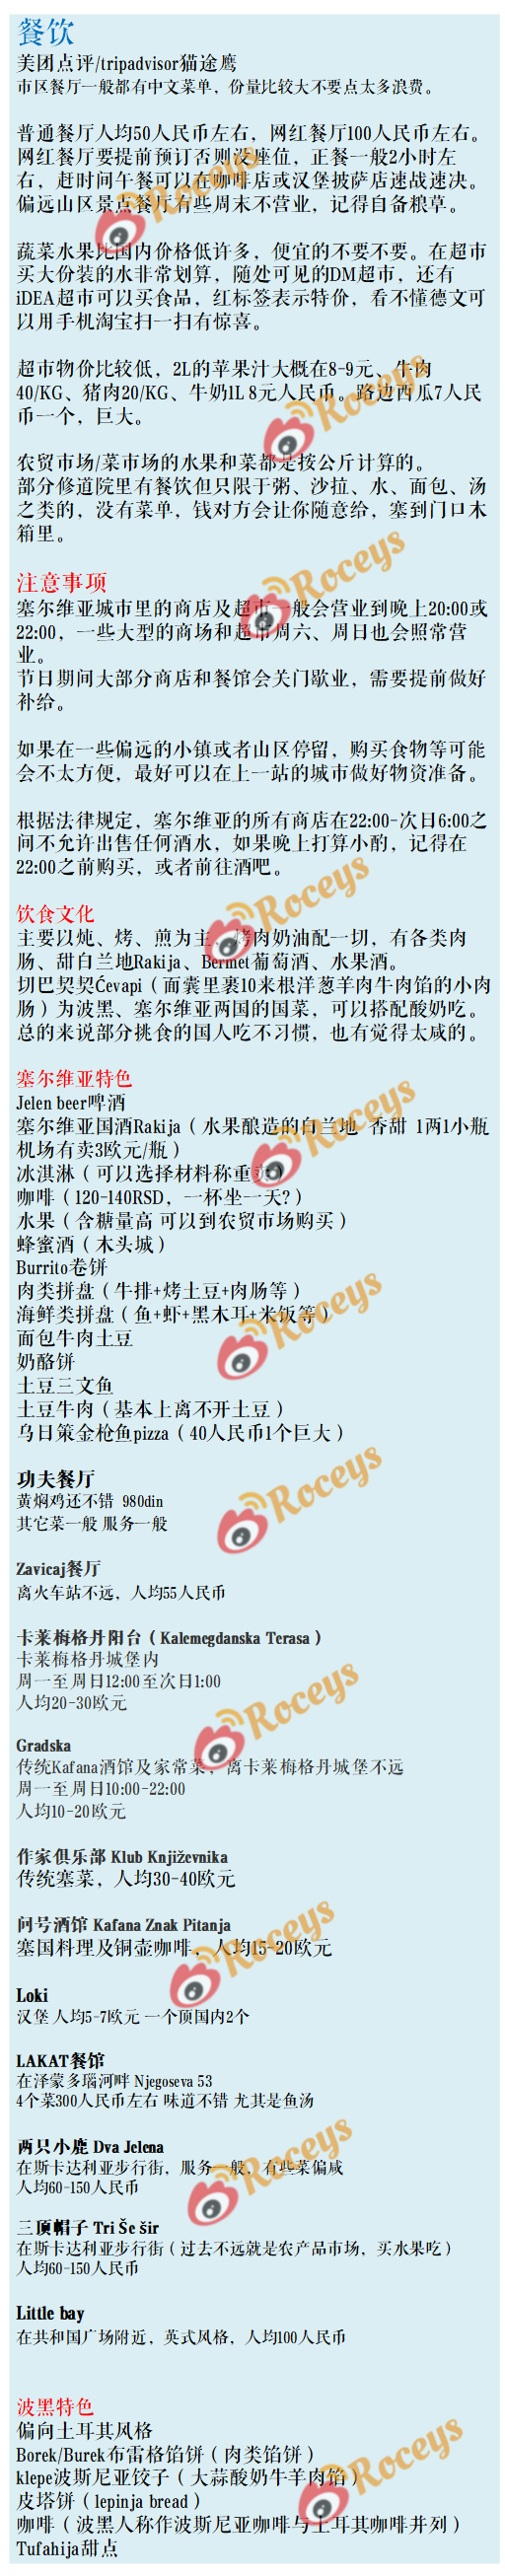 餐饮
美团点评/tripadvisor猫途鹰
市区餐厅一般都有中文菜单，份量比较大不要点太多浪费。
普通餐厅人均50人民币左右，网红餐厅100人民币左右。
网红餐厅要提前预订否则没座位，正餐一般2小时左
右，赶时间午餐可以在咖啡店或汉堡披萨店速战速决。
偏远山区景点餐厅有些周末不营业，记得自备粮草。
蔬菜水果比国内价格低许多，便宜的不要不要。在超市
买大份装的水非常划算，随处可见的DM超市，还有
iDEA超市可以买食品，红标签表示特价，看不懂德文可
以用手机淘宝扫一扫有惊喜。
超市物价比较低，2L的苹果汁大概在8-9元、牛肉
40/KG、猪肉20/KG、牛奶1L 8元人民币。路边西瓜7人民
币一个，巨大。
农贸市场/菜市场的水果和菜都是按公斤计算的。
部分修道院里有餐饮但只限于粥、沙拉、水、面包、汤
之类的，没有菜单，钱对方会让你随意给，塞到门口木
箱里。
注意事项
塞尔维亚城市里的商店及超市一般会营业到晚上20:00或
22:00，一些大型的商场和超市周六、周日也会照常营
业。
节日期间大部分商店和餐馆会关门歇业，需要提前做好
补给。
如果在一些偏远的小镇或者山区停留，购买食物等可能
会不太方便，最好可以在上一站的城市做好物资准备。
根据法律规定，塞尔维亚的所有商店在22:00-次日6:00之
间不允许出售任何酒水，如果晚上打算小酌，记得在
22:00之前购买，或者前往酒吧。
饮食文化
主要以炖、烤、煎为主，烤肉奶油配一切，有各类肉
肠、甜白兰地Rakija、Bermet葡萄酒、水果酒。
切巴契契Ćevapi（面囊里裹10来根洋葱羊肉牛肉馅的小肉
肠）为波黑、塞尔维亚两国的国菜，可以搭配酸奶吃。
总的来说部分挑食的国人吃不习惯，也有觉得太咸的。
塞尔维亚特色
Jelen beer啤酒
塞尔维亚国酒Rakija（水果酿造的白兰地 香甜 1两1小瓶
机场有卖3欧元/瓶）
冰淇淋（可以选择材料称重卖）
咖啡（120-140RSD，一杯坐一天?）
水果（含糖量高 可以到农贸市场购买）
蜂蜜酒（木头城）
Burrito卷饼
肉类拼盘（牛排+烤土豆+肉肠等）
海鲜类拼盘（鱼+虾+黑木耳+米饭等）
面包牛肉土豆
奶酪饼
土豆三文鱼
土豆牛肉（基本上离不开土豆）
乌日策金枪鱼pizza（40人民币1个巨大）
功夫餐厅
黄焖鸡还不错 980din
其它菜一般 服务一般
Zavicaj餐厅
离火车站不远，人均55人民币
卡莱梅格丹阳台（Kalemegdanska Terasa）
卡莱梅格丹城堡内
周一至周日12:00至次日1:00
人均20-30欧元
Gradska
传统Kafana酒馆及家常菜，离卡莱梅格丹城堡不远
周一至周日10:00-22:00
人均10-20欧元
作家俱乐部 Klub Književnika
传统塞菜，人均30-40欧元
问号酒馆 Kafana Znak Pitanja
塞国料理及铜壶咖啡，人均15-20欧元
Loki
汉堡 人均5-7欧元 一个顶国内2个
LAKAT餐馆
在泽蒙多瑙河畔 Njegoseva 53
4个菜300人民币左右 味道不错 尤其是鱼汤
两只小鹿 Dva Jelena
在斯卡达利亚步行街，服务一般，有些菜偏咸
人均60-150人民币
三顶帽子 Tri Še šir
在斯卡达利亚步行街（过去不远就是农产品市场，买水果吃）
人均60-150人民币
Little bay
在共和国广场附近，英式风格，人均100人民币
波黑特色
偏向土耳其风格
Borek/Burek布雷格馅饼（肉类馅饼）
klepe波斯尼亚饺子（大蒜酸奶牛羊肉馅）
皮塔饼（lepinja bread）
咖啡（波黑人称作波斯尼亚咖啡与土耳其咖啡并列）
Tufahija甜点
Roceys
Roceys
Roceys
Roceys
Roceys
Roceys
Roceys
Roceys
Roceys
Roceys
Roceys